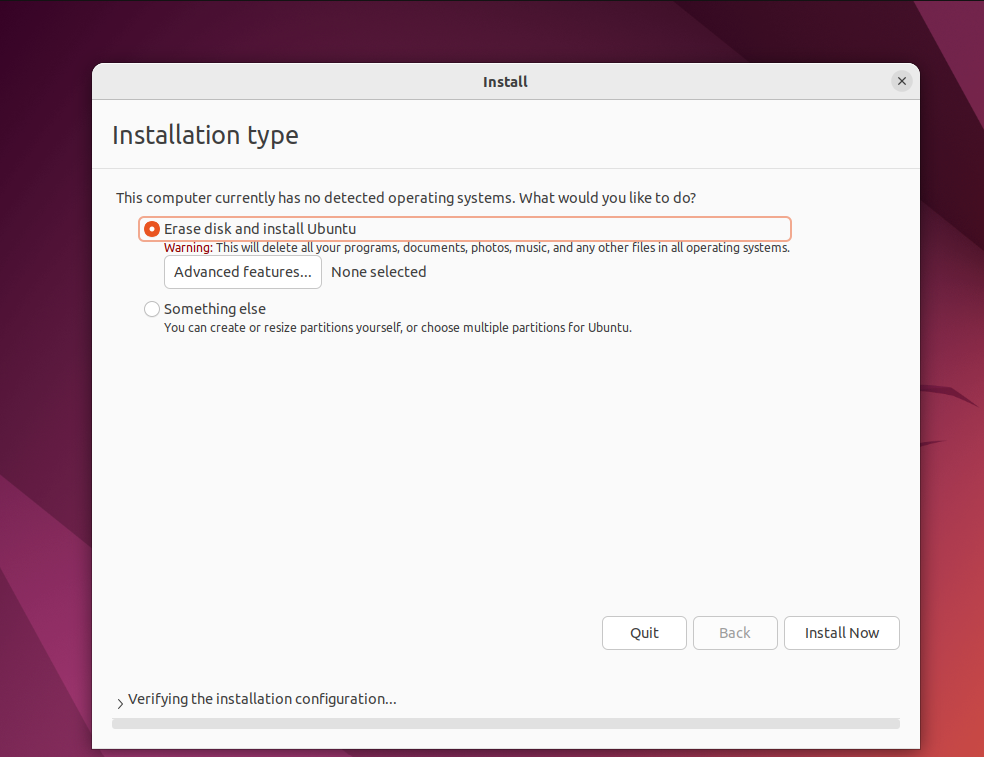 Install
Installation type
This computer currently has no detected operating systems. What would you like to do?
Erase disk and install Ubuntu
Warning: This will delete all your programs, documents, photos, music, and any other files in all operating systems.
Advanced features... None selected
Something else
You can create or resize partitions yourself, or choose multiple partitions for Ubuntu.
Quit Back Install Now
Verifying the installation configuration...